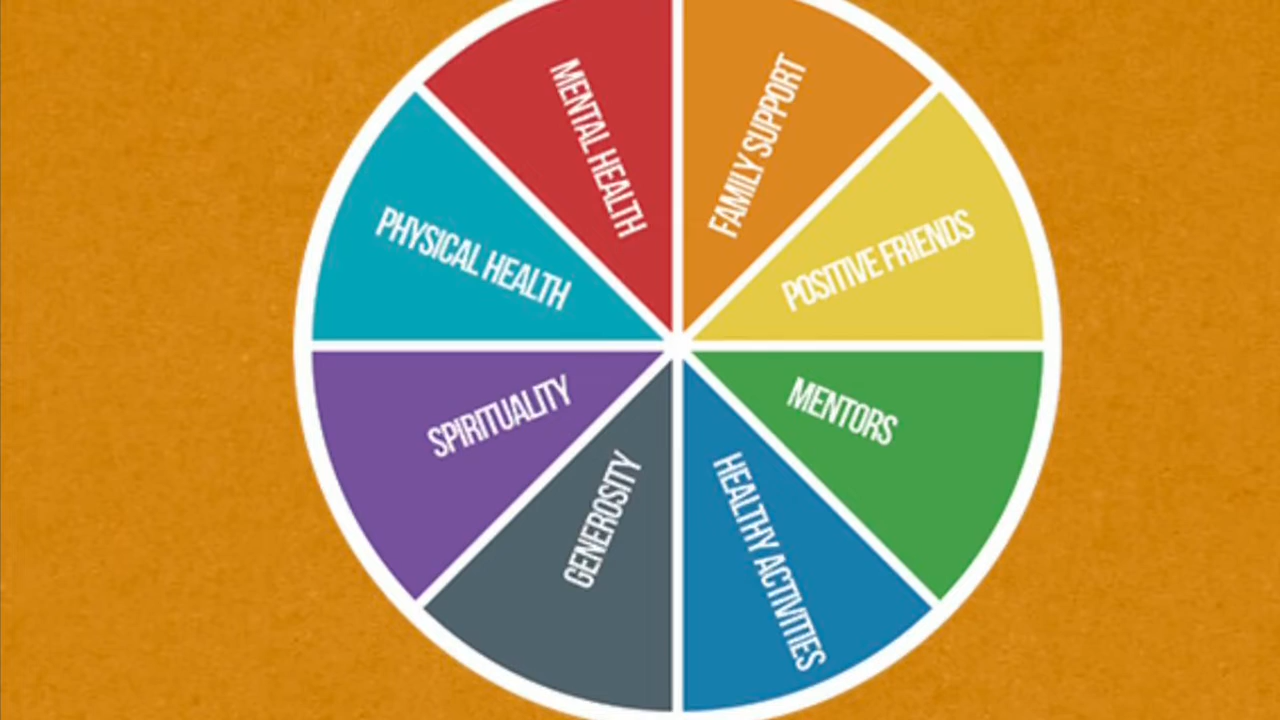 MENTAL HEALTH
FAMILY SUPPORT
POSITIVE FRIENDS
MENTORS
HEALTHY ACTIVITIES
GENEROSITY
SPIRITUALITY
PHYSICAL HEALTH